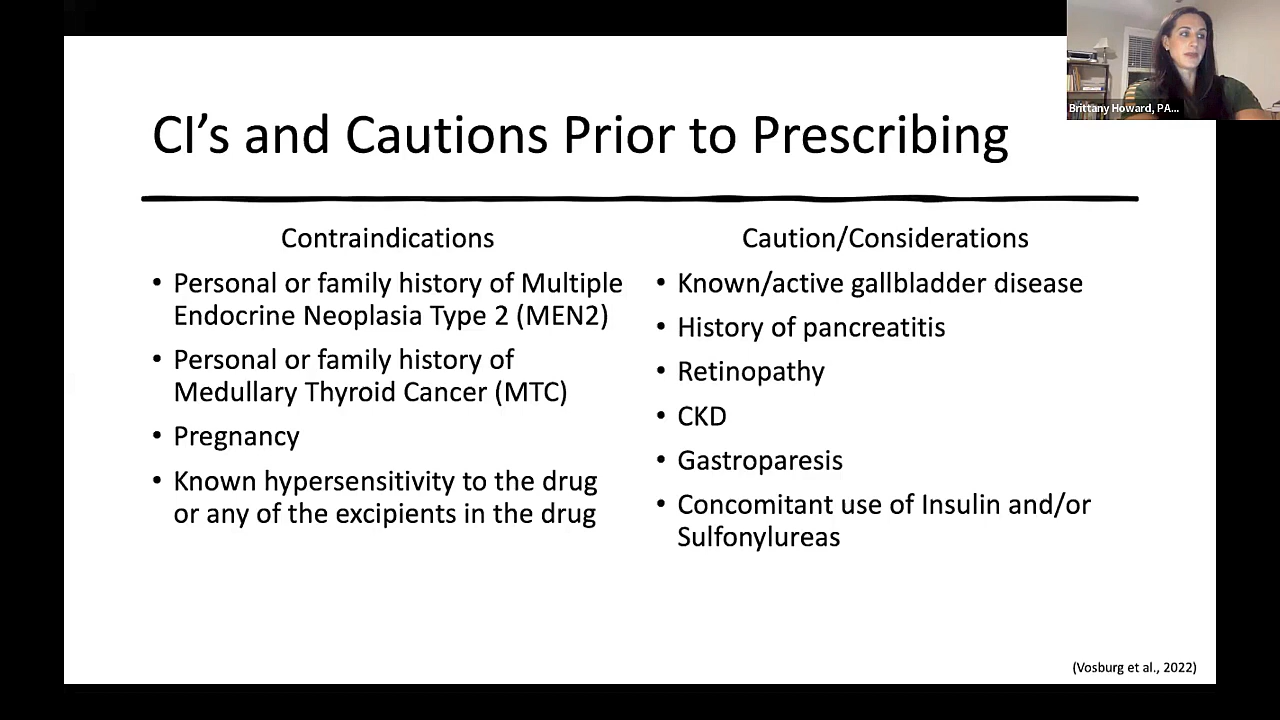 Brittany Howard, PA...
CI's and Cautions Prior to Prescribing
Contraindications
• Personal or family history of Multiple
Endocrine Neoplasia Type 2 (MEN2)
• Personal or family history of
Medullary Thyroid Cancer (MTC)
• Pregnancy
• Known hypersensitivity to the drug
or any of the excipients in the drug
Caution/Considerations
• Known/active gallbladder disease
• History of pancreatitis
• Retinopathy
• CKD
• Gastroparesis
• Concomitant use of Insulin and/or
Sulfonylureas
(Vosburg et al., 2022)